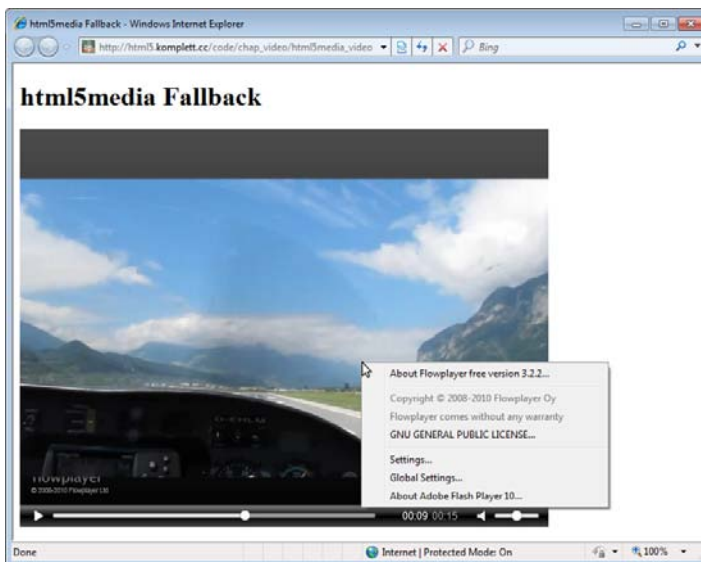 html5media Fallback - Windows Internet Explorer
http://html5.komplett.cc/code/chap_video/html5media_video
Bing
html5media Fallback
About Flowplayer free version 3.2.2...
Copyright © 2008-2010 Flowplayer Oy
Flowplayer comes without any warranty
GNU GENERAL PUBLIC LICENSE...
Settings...
Global Settings...
About Adobe Flash Player 10...
flowplayer
© 2008-2010 Flowplayer Ltd
00:09 00:15
Done
Internet | Protected Mode: On
100%